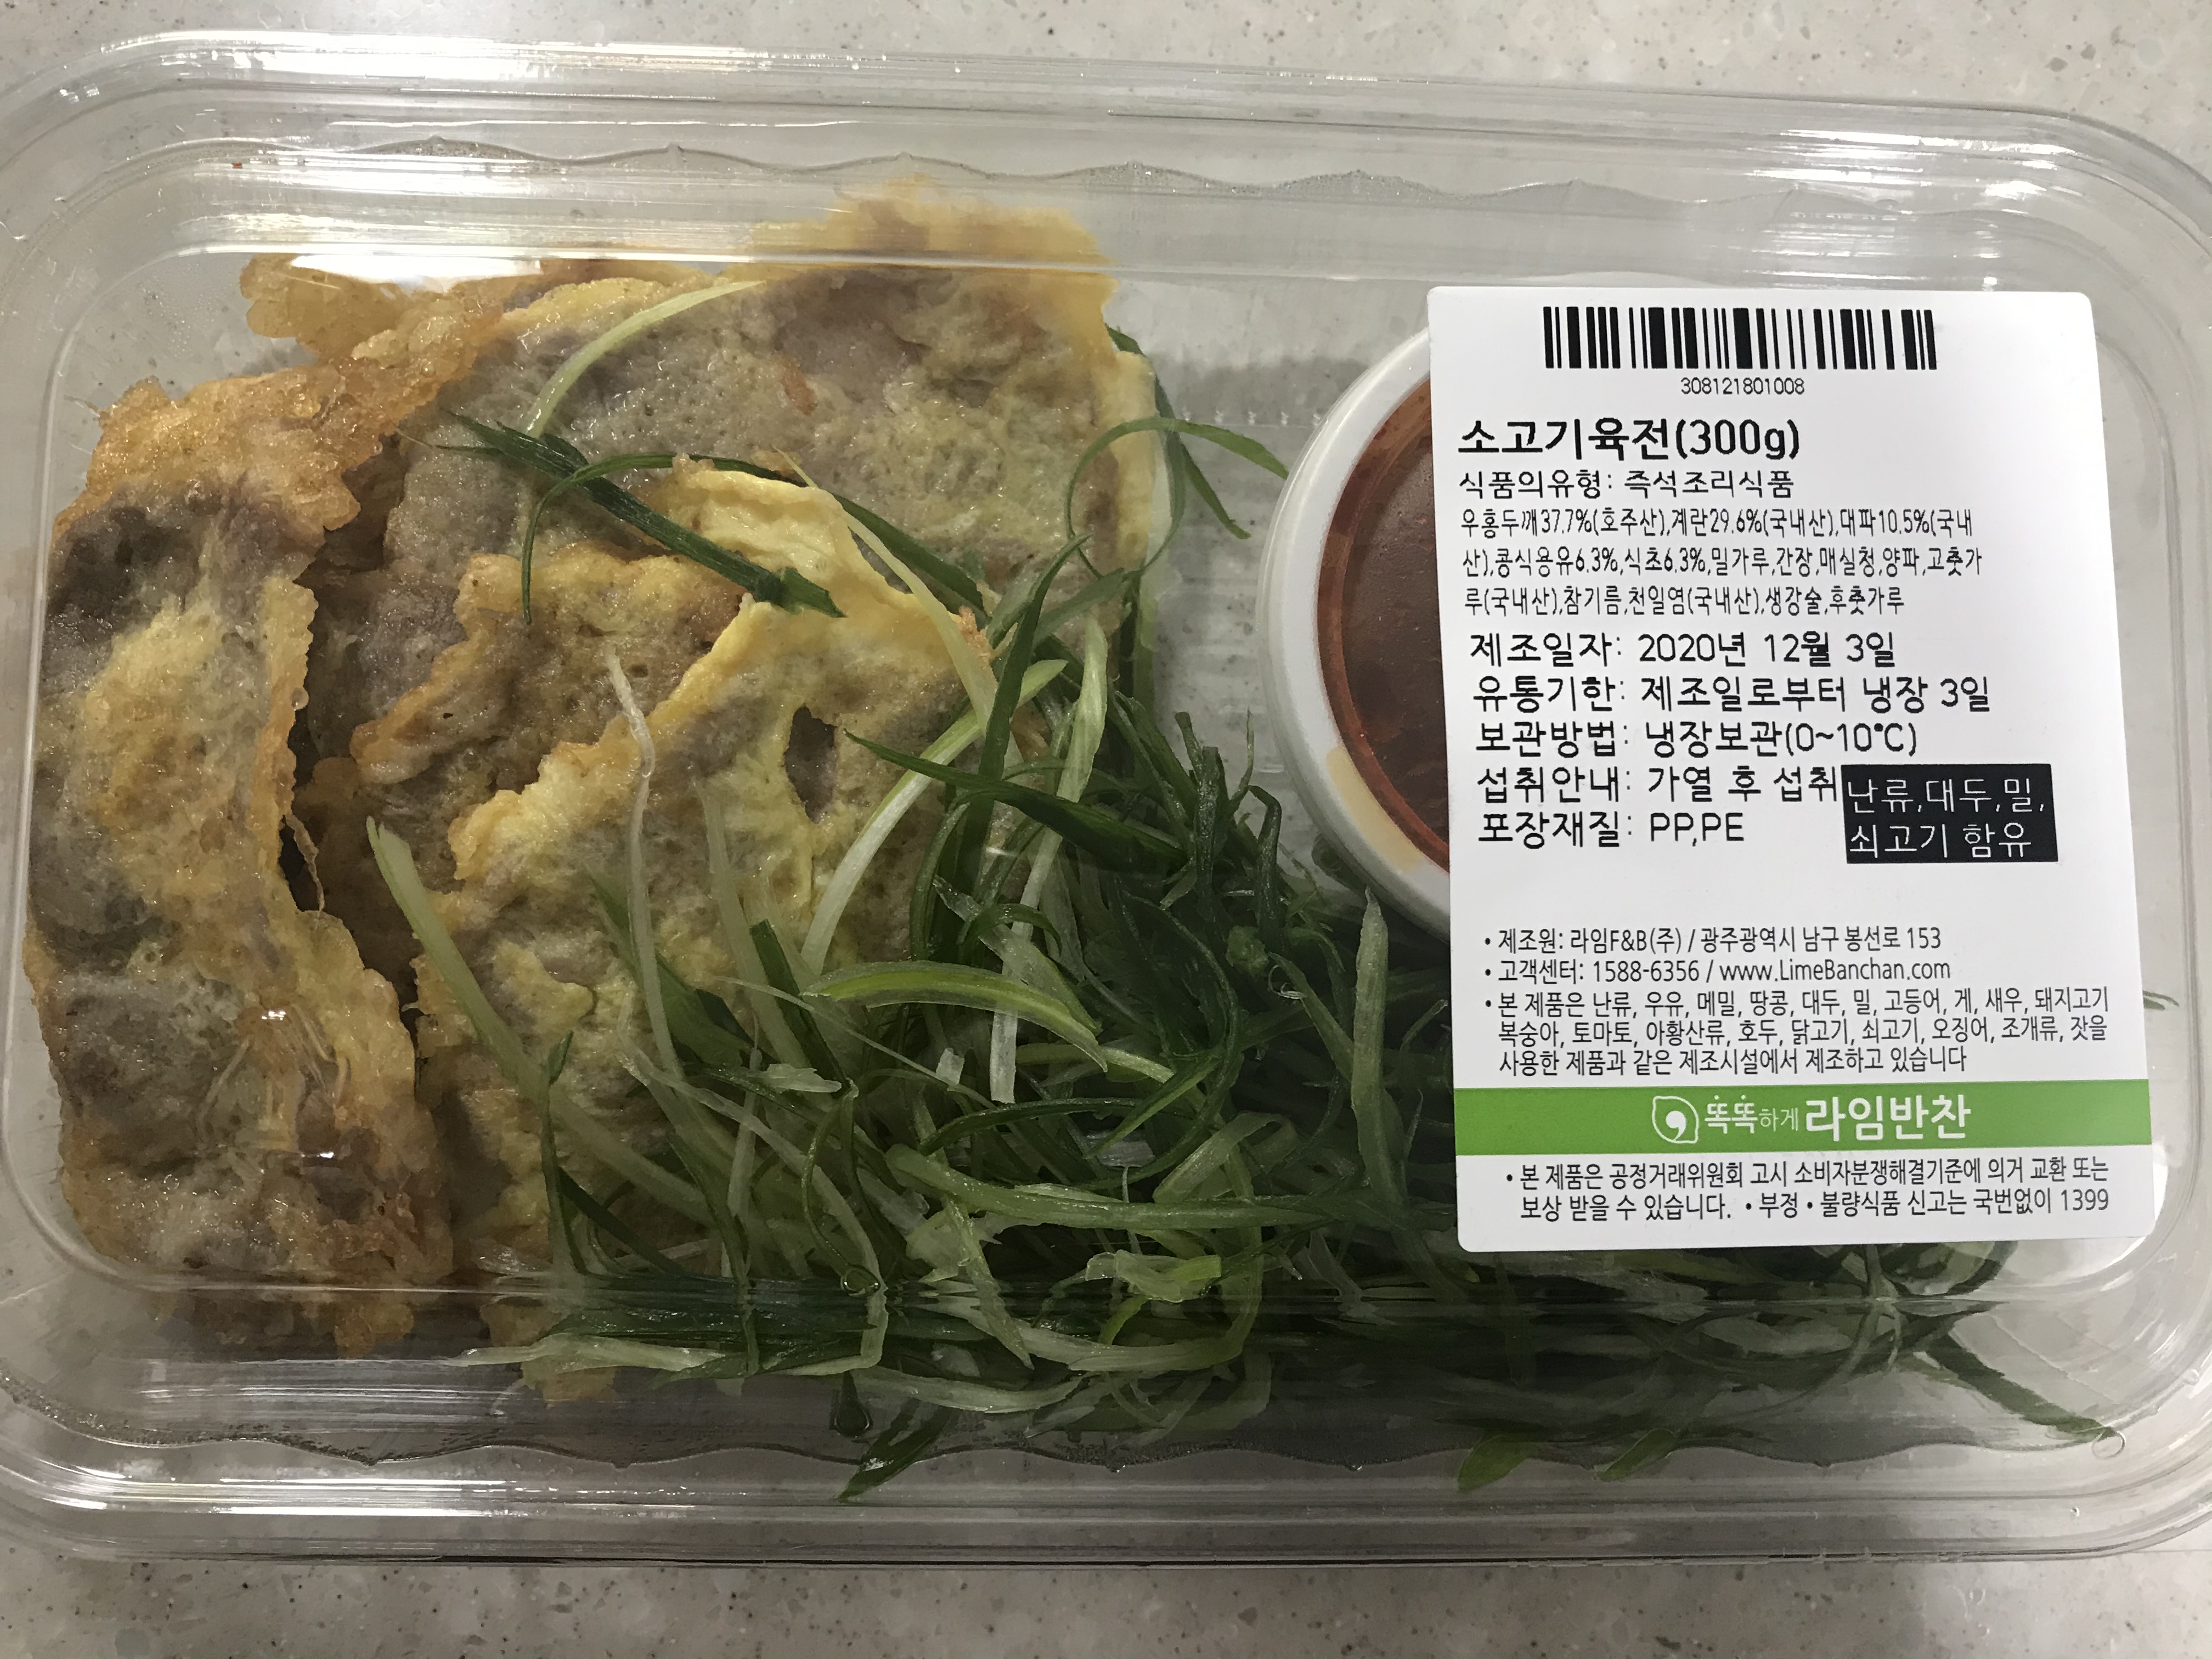 308121801008
소고기육전(300g)
식품의유형: 즉석조리식품
우홍두깨37.7%(호주산),계란29.6%(국내산),대파10.5%(국내
산),콩식용유6.3%,식초6.3%,밀가루,간장,매실청,양파,고춧가
루(국내산),참기름,천일염(국내산),생강술,후춧가루
제조일자: 2020년 12월 3일
유통기한: 제조일로부터 냉장 3일
보관방법: 냉장보관(0~10℃)
섭취안내: 가열 후 섭취
포장재질: PP,PE
난류,대두,밀,
쇠고기 함유
• 제조원: 라임F&B(주) / 광주광역시 남구 봉선로 153
• 고객센터: 1588-6356 / www.LimeBanchan.com
• 본 제품은 난류, 우유, 메밀, 땅콩, 대두, 밀, 고등어, 게, 새우, 돼지고기
복숭아, 토마토, 아황산류, 호두, 닭고기, 쇠고기, 오징어, 조개류, 잣을
사용한 제품과 같은 제조시설에서 제조하고 있습니다
똑똑하게 라임반찬
• 본 제품은 공정거래위원회 고시 소비자분쟁해결기준에 의거 교환 또는
보상 받을 수 있습니다. • 부정 • 불량식품 신고는 국번없이 1399